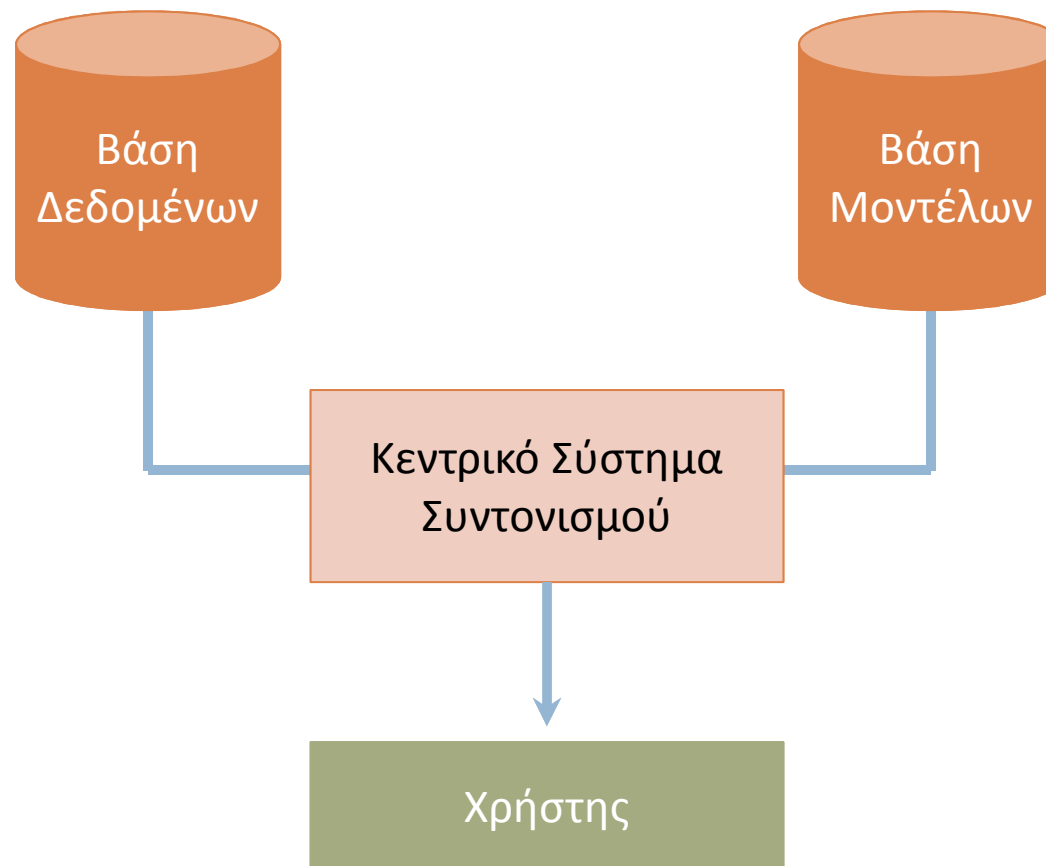 Βάση
Δεδομένων
Βάση
Μοντέλων
Κεντρικό Σύστημα
Συντονισμού
Χρήστης